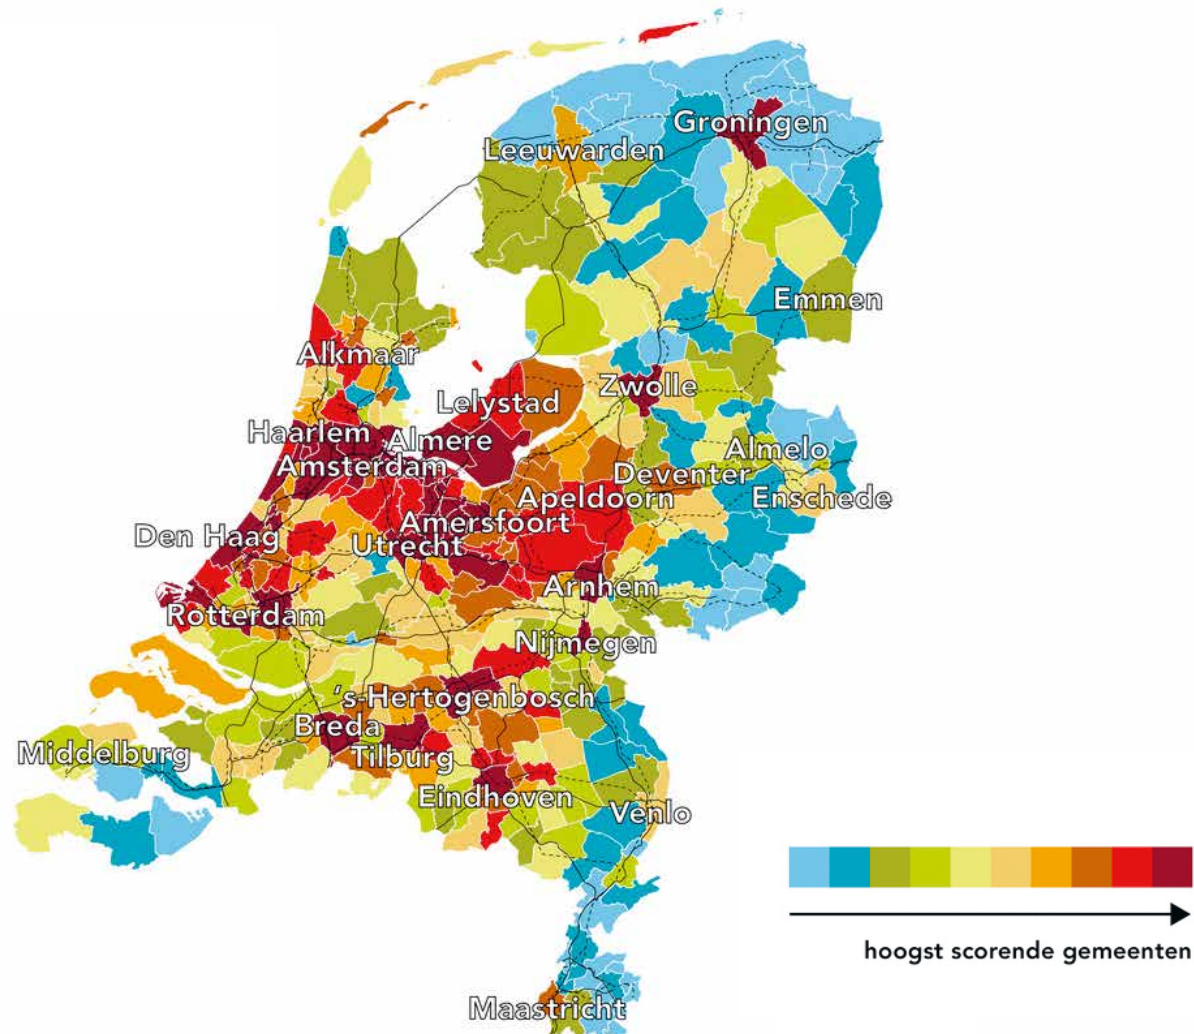 Groningen
Leeuwarden
Emmen
Alkmaar
Zwolle
Lelystad
Haarlem
Almere
Almelo
Amsterdam
Deventer
Apeldoorn
Enschede
Amersfoort
Den Haag
Utrecht
Arnhem
Rotterdam
Nijmegen
's-Hertogenbosch
Breda
Middelburg
Tilburg
Eindhoven
Venlo
hoogst scorende gemeenten
Maastricht